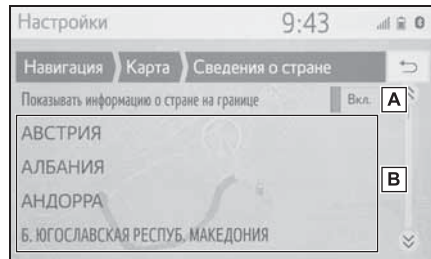 Настройки 9:43
Навигация Карта Сведения о стране
Показывать информацию о стране на границе Вкл. A
АВСТРИЯ
АЛБАНИЯ
B
АНДОРРА
Б. ЮГОСЛАВСКАЯ РЕСПУБ. МАКЕДОНИЯ